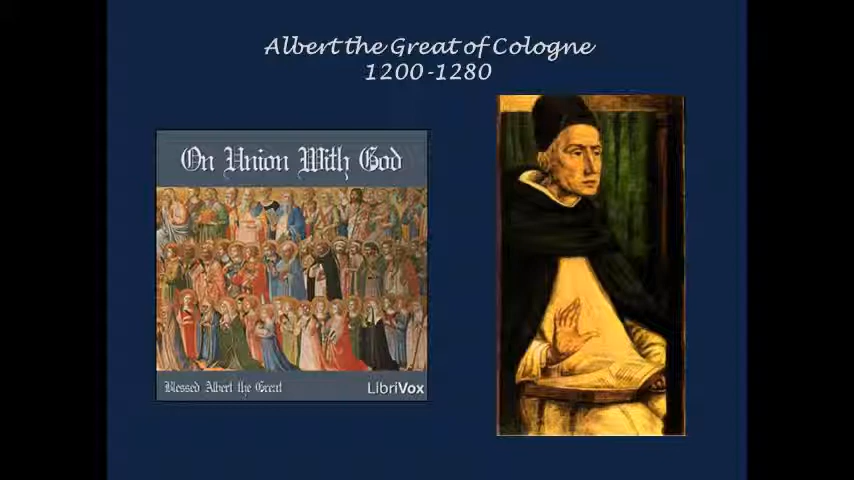 Albert the Great of Cologne
1200-1280
On Union With God
Blessed Albert the Great
LibriVox